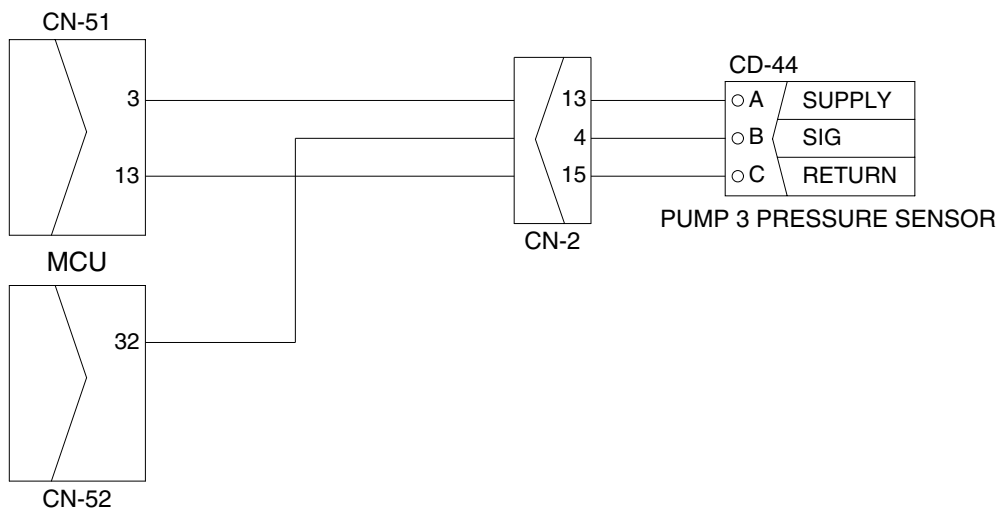 CN-51
CD-44
3
13
A
SUPPLY
4
B
SIG
13
15
C
RETURN
PUMP 3 PRESSURE SENSOR
CN-2
MCU
32
CN-52